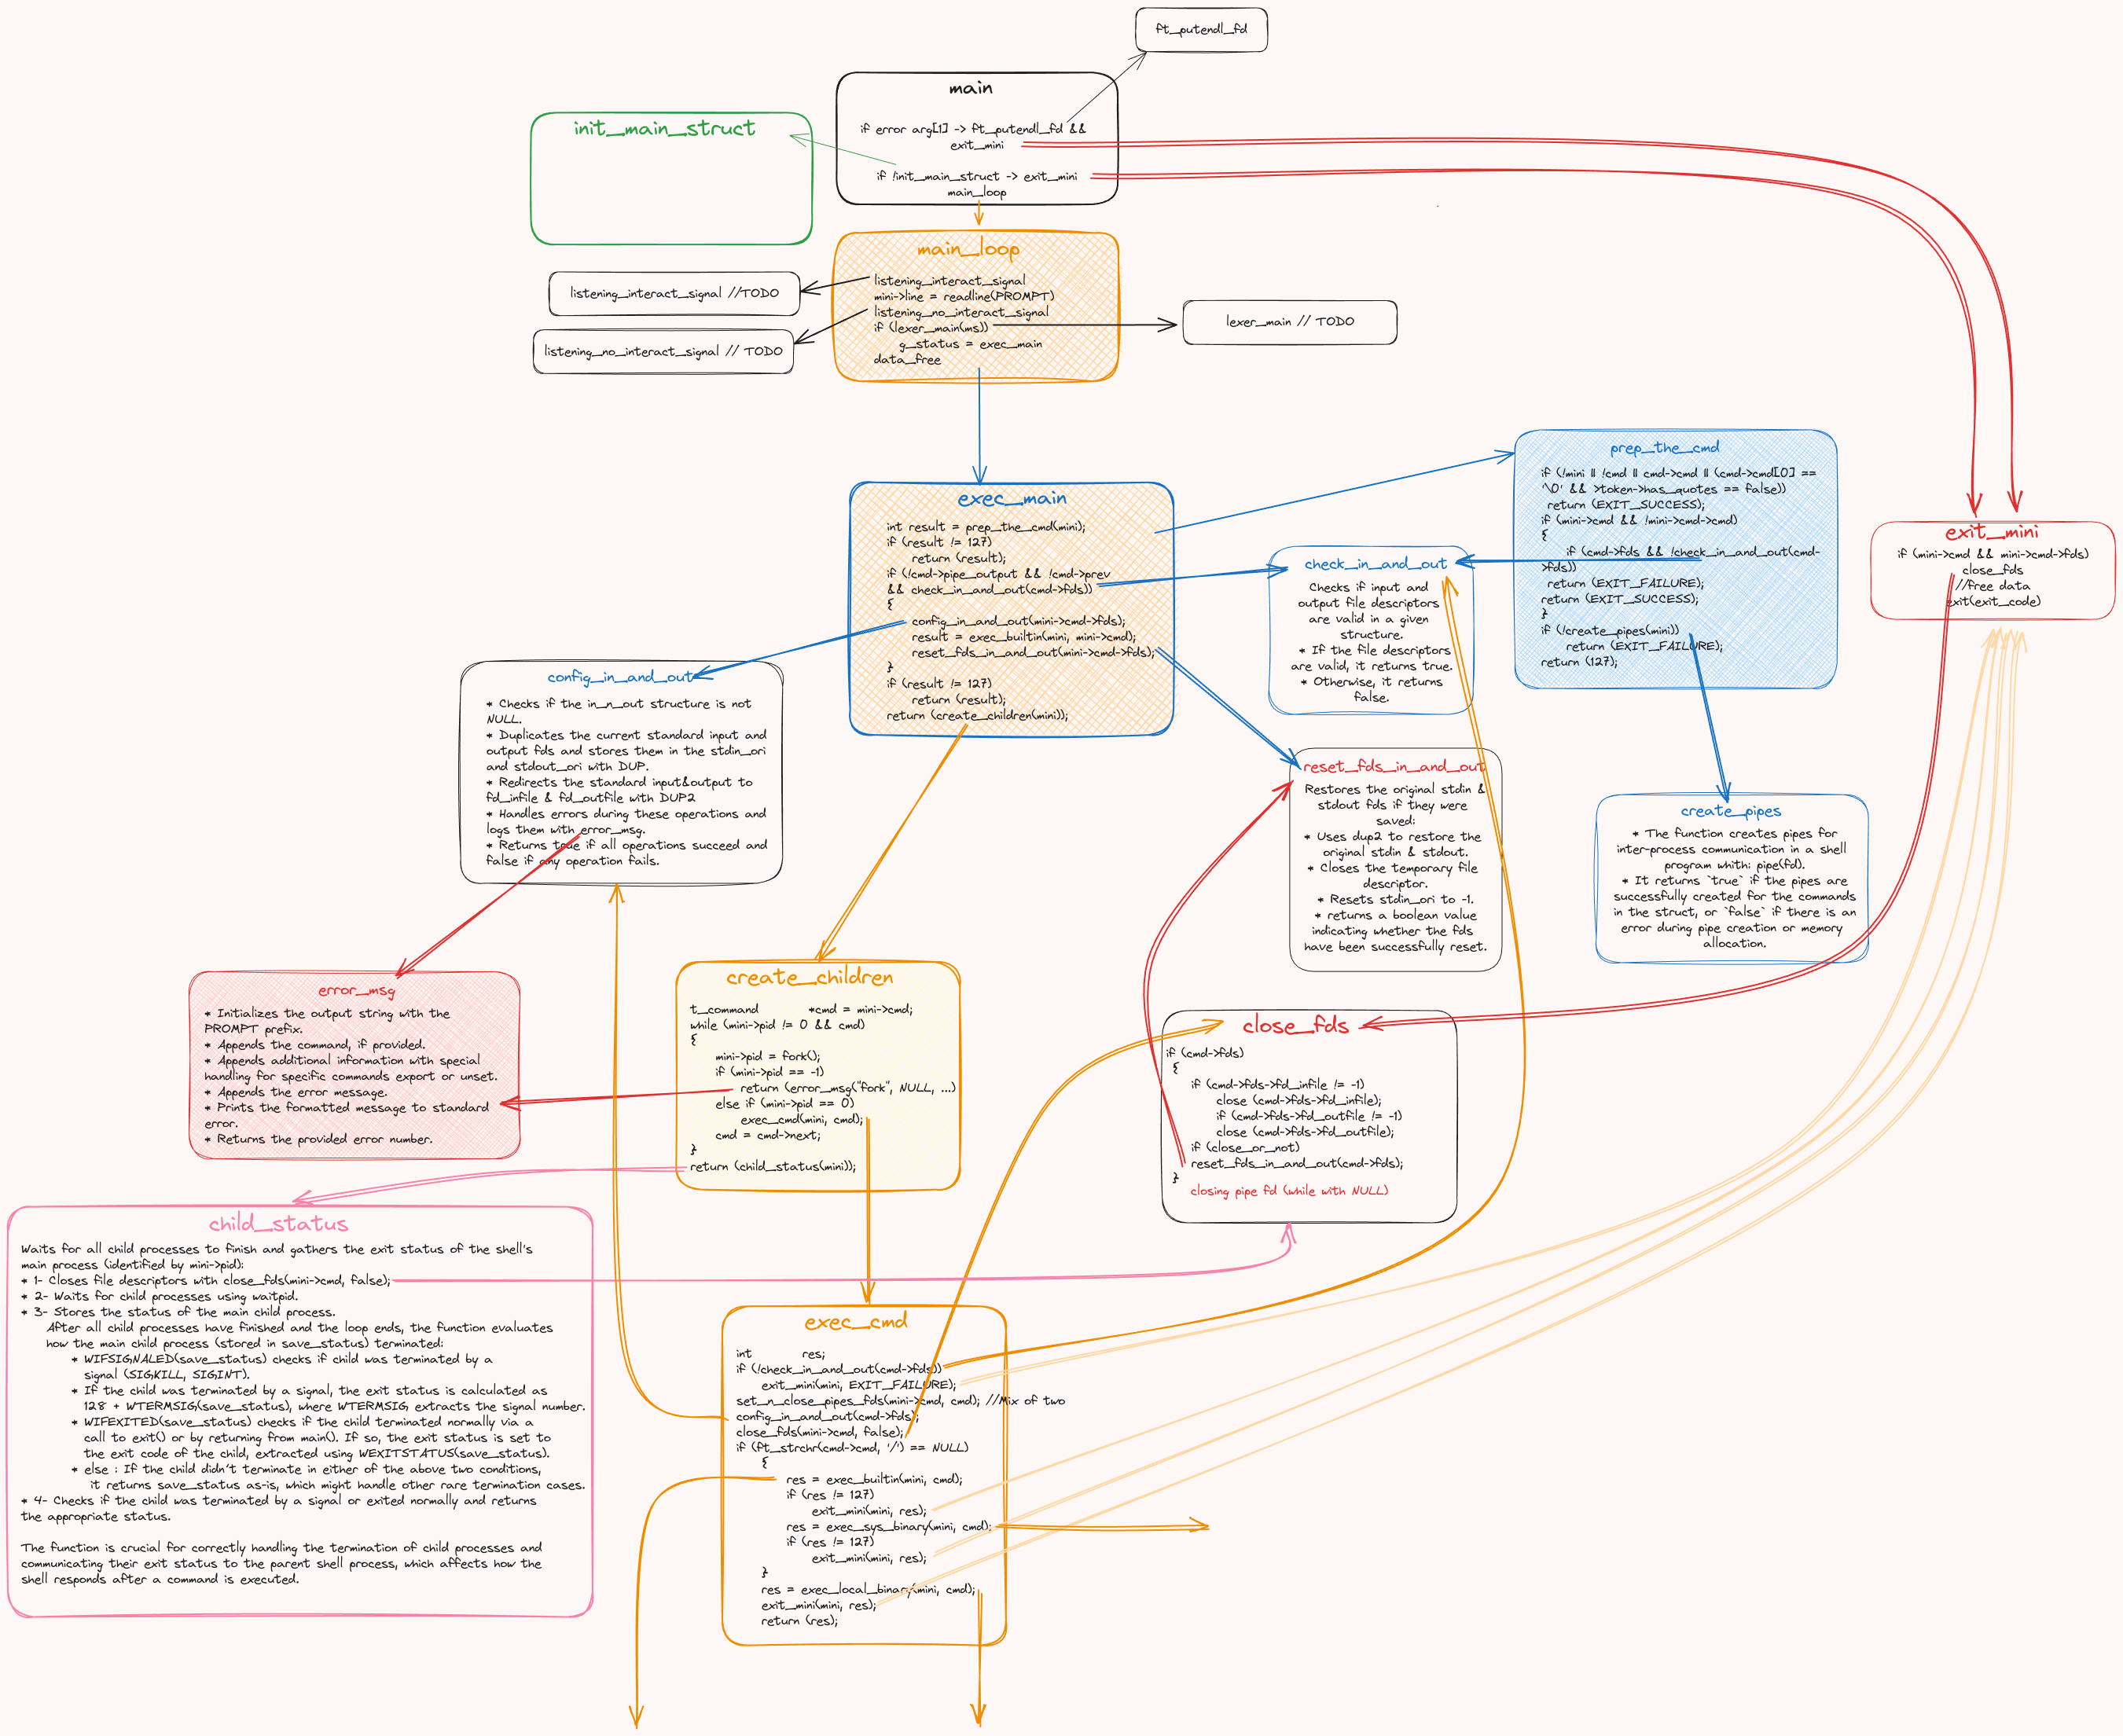 ft_putendl_fd
main
if error arg[1] -> ft_putendl_fd &&
exit_mini
if !init_main_struct -> exit_mini
main_loop
init_main_struct
main_loop
listening_interact_signal
mini->line = readline(PROMPT)
listening_no_interact_signal
if (lexer_main(ms))
g_status = exec_main
data_free
listening_interact_signal //TODO
listening_no_interact_signal // TODO
lexer_main // TODO
exec_main
int result = prep_the_cmd(mini);
if (result != 127)
return (result);
if (!cmd->pipe_output && !cmd->prev
&& check_in_and_out(cmd->fds))
{
config_in_and_out(mini->cmd->fds);
result = exec_builtin(mini, mini->cmd);
reset_fds_in_and_out(mini->cmd->fds);
}
if (result != 127)
return (result);
return (create_children(mini));
check_in_and_out
Checks if input and
output file descriptors
are valid in a given
structure.
* If the file descriptors
are valid, it returns true.
* Otherwise, it returns
false.
prep_the_cmd
if (!mini || !cmd || cmd->cmd || (cmd->cmd[0] ==
'\0' && >token->has_quotes == false))
return (EXIT_SUCCESS);
if (mini->cmd && !mini->cmd->cmd)
{
if (cmd->fds && !check_in_and_out(cmd-
>fds))
return (EXIT_FAILURE);
return (EXIT_SUCCESS);
}
if (!create_pipes(mini))
return (EXIT_FAILURE);
return (127);
exit_mini
if (mini->cmd && mini->cmd->fds)
close_fds
//free data
exit(exit_code)
config_in_and_out
* Checks if the in_n_out structure is not
NULL.
* Duplicates the current standard input and
output fds and stores them in the stdin_ori
and stdout_ori with DUP.
* Redirects the standard input&output to
fd_infile & fd_outfile with DUP2
* Handles errors during these operations and
logs them with error_msg.
* Returns true if all operations succeed and
false if any operation fails.
reset_fds_in_and_out
Restores the original stdin &
stdout fds if they were
saved:
* Uses dup2 to restore the
original stdin & stdout.
* Closes the temporary file
descriptor.
* Resets stdin_ori to -1.
* returns a boolean value
indicating whether the fds
have been successfully reset.
create_pipes
* The function creates pipes for
inter-process communication in a shell
program whith: pipe(fd).
* It returns `true` if the pipes are
successfully created for the commands
in the struct, or `false` if there is an
error during pipe creation or memory
allocation.
error_msg
* Initializes the output string with the
PROMPT prefix.
* Appends the command, if provided.
* Appends additional information with special
handling for specific commands export or unset.
* Appends the error message.
* Prints the formatted message to standard
error.
* Returns the provided error number.
create_children
t_command *cmd = mini->cmd;
while (mini->pid != 0 && cmd)
{
mini->pid = fork();
if (mini->pid == -1)
return (error_msg("fork", NULL, ...)
else if (mini->pid == 0)
exec_cmd(mini, cmd);
cmd = cmd->next;
}
return (child_status(mini));
close_fds
if (cmd->fds)
{
if (cmd->fds->fd_infile != -1)
close (cmd->fds->fd_infile);
if (cmd->fds->fd_outfile != -1)
close (cmd->fds->fd_outfile);
if (close_or_not)
reset_fds_in_and_out(cmd->fds);
}
closing pipe fd (while with NULL)
child_status
Waits for all child processes to finish and gathers the exit status of the shell's
main process (identified by mini->pid):
* 1- Closes file descriptors with close_fds(mini->cmd, false);
* 2- Waits for child processes using waitpid.
* 3- Stores the status of the main child process.
After all child processes have finished and the loop ends, the function evaluates
how the main child process (stored in save_status) terminated:
* WIFSIGNALED(save_status) checks if child was terminated by a
signal (SIGKILL, SIGINT).
* If the child was terminated by a signal, the exit status is calculated as
128 + WTERMSIG(save_status), where WTERMSIG extracts the signal number.
* WIFEXITED(save_status) checks if the child terminated normally via a
call to exit() or by returning from main(). If so, the exit status is set to
the exit code of the child, extracted using WEXITSTATUS(save_status).
* else : If the child didn't terminate in either of the above two conditions,
it returns save_status as-is, which might handle other rare termination cases.
* 4- Checks if the child was terminated by a signal or exited normally and returns
the appropriate status.
The function is crucial for correctly handling the termination of child processes and
communicating their exit status to the parent shell process, which affects how the
shell responds after a command is executed.
exec_cmd
int res;
if (!check_in_and_out(cmd->fds))
exit_mini(mini, EXIT_FAILURE);
set_n_close_pipes_fds(mini->cmd, cmd); //Mix of two
config_in_and_out(cmd->fds);
close_fds(mini->cmd, false);
if (ft_strchr(cmd->cmd, '/') == NULL)
{
res = exec_builtin(mini, cmd);
if (res != 127)
exit_mini(mini, res);
res = exec_sys_binary(mini, cmd);
if (res != 127)
exit_mini(mini, res);
}
res = exec_local_binary(mini, cmd);
exit_mini(mini, res);
return (res);